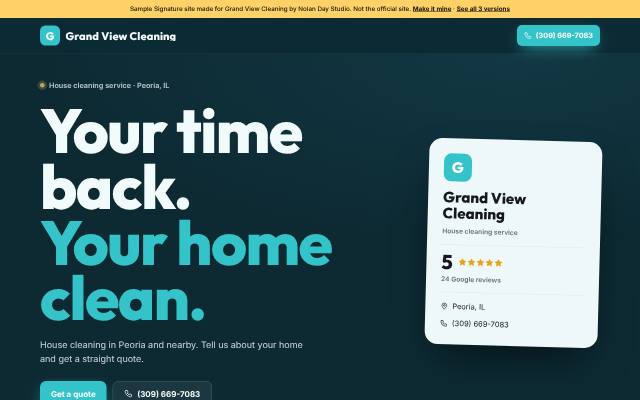 Sample Signature site made for Grand View Cleaning by Nolan Day Studio. Not the official site. Make it mine · See all 3 versions
G Grand View Cleaning
(309) 669-7083
House cleaning service · Peoria, IL
Your time
back.
Your home
clean.
House cleaning in Peoria and nearby. Tell us about your home
and get a straight quote.
Get a quote
(309) 669-7083
G
Grand View
Cleaning
House cleaning service
5 ★★★★★
24 Google reviews
Peoria, IL
(309) 669-7083